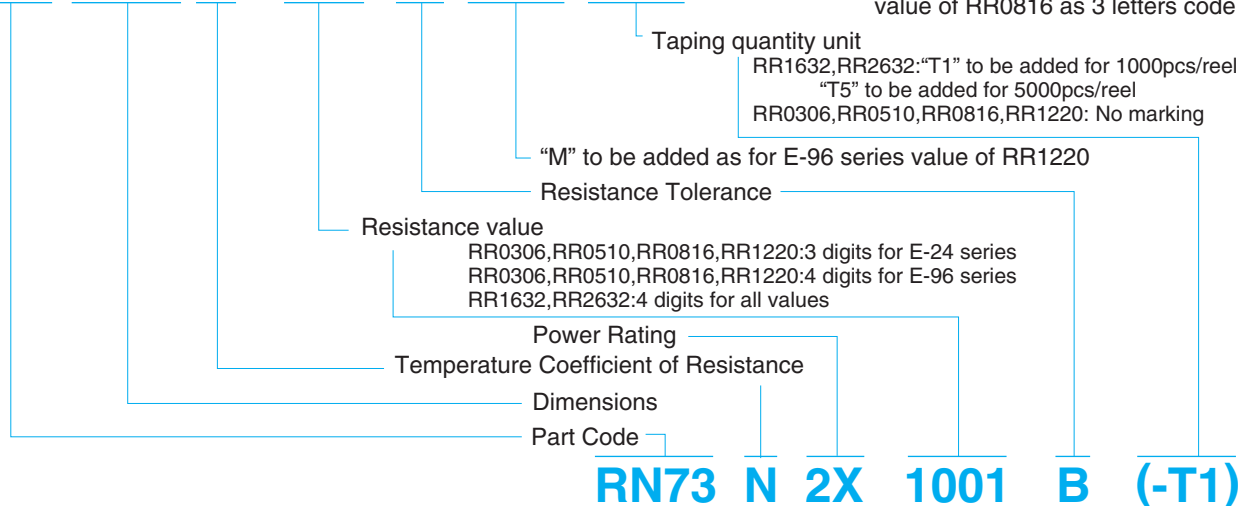 value of RR0816 as 3 letters code
Taping quantity unit
RR1632,RR2632:“T1” to be added for 1000pcs/reel
“T5” to be added for 5000pcs/reel
RR0306,RR0510,RR0816,RR1220: No marking
“M” to be added as for E-96 series value of RR1220
Resistance Tolerance
Resistance value
RR0306,RR0510,RR0816,RR1220:3 digits for E-24 series
RR0306,RR0510,RR0816,RR1220:4 digits for E-96 series
RR1632,RR2632:4 digits for all values
Power Rating
Temperature Coefficient of Resistance
Dimensions
Part Code
RN73 N 2X 1001 B (-T1)